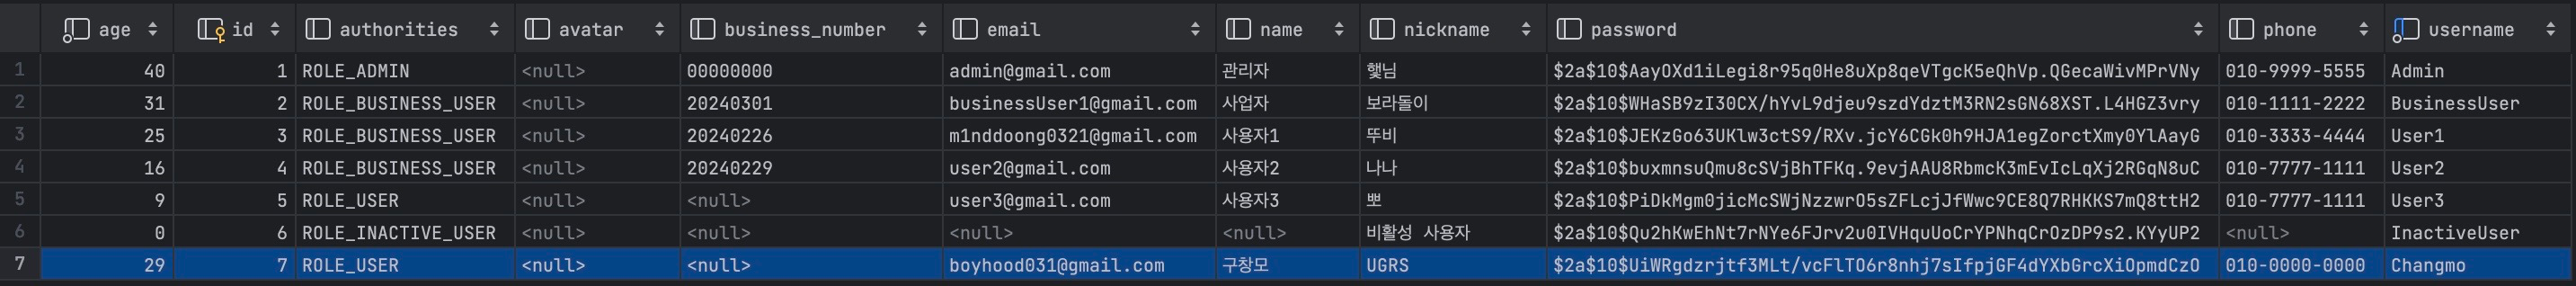 age id authorities avatar business_number email name nickname password phone username
1 40 1 ROLE_ADMIN <null> 00000000 admin@gmail.com 관리자 햋님 $2a$10$AayOXd1iLegi8r95q0He8uXp8qeVTgcK5eQhVp.QGecaWivMPrVNy 010-9999-5555 Admin
2 31 2 ROLE_BUSINESS_USER <null> 20240301 businessUser1@gmail.com 사업자 보라돌이 $2a$10$WHaSB9zI30CX/hYvL9djeu9szdYdztM3RN2sGN68XST.L4HGZ3vry 010-1111-2222 BusinessUser
3 25 3 ROLE_BUSINESS_USER <null> 20240226 m1nddoong0321@gmail.com 사용자1 뚜비 $2a$10$JEKzGo63UKlw3ctS9/RXv.jcY6CGk0h9HJA1egZorctXmy0YlAayG 010-3333-4444 User1
4 16 4 ROLE_BUSINESS_USER <null> 20240229 user2@gmail.com 사용자2 나나 $2a$10$buxmnsuQmu8cSVjBhTFKq.9evjAAU8RbmcK3mEvIcLqXj2RGqN8uC 010-7777-1111 User2
5 9 5 ROLE_USER <null> <null> user3@gmail.com 사용자3 뽀 $2a$10$PiDkMgm0jicMcSWjNzzwrO5sZFLcjJfWwc9CE8Q7RHKKS7mQ8ttH2 010-7777-1111 User3
6 0 6 ROLE_INACTIVE_USER <null> <null> <null> <null> 비활성 사용자 $2a$10$Qu2hKwEhNt7rNYe6FJrv2u0IVHquUoCrYPNhqCrOzDP9s2.KYyUP2 <null> InactiveUser
7 29 7 ROLE_USER <null> <null> boyhood031@gmail.com 구창모 UGRS $2a$10$UiWRgdzrjtf3MLt/vcFlTO6r8nhj7sIfpjGF4dYXbGrcXiOpmdCzO 010-0000-0000 Changmo